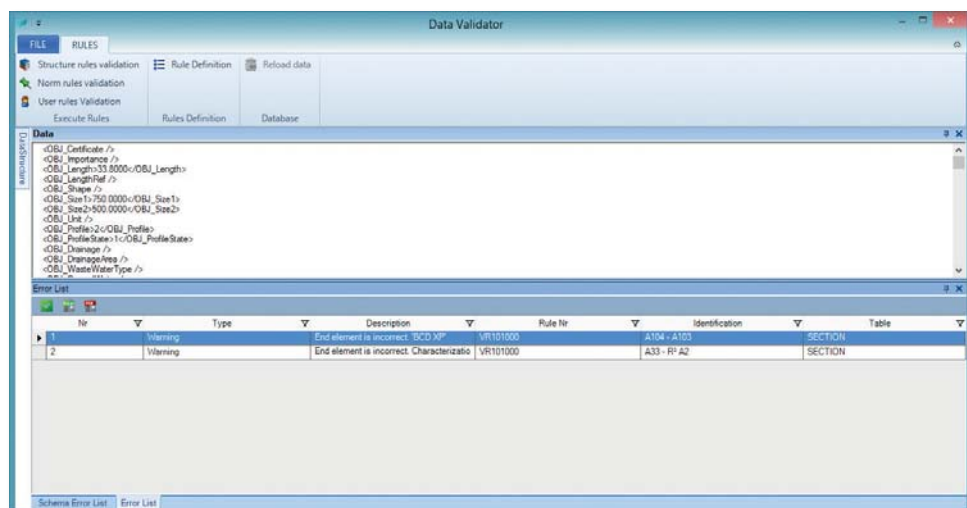 Data Validator
FILE RULES
Structure rules validation Rule Definition Reload data
Norm rules validation
User rules Validation
Execute Rules Rules Definition Database
DataStructure
Data
<OBJ_Certificate />
<OBJ_Importance />
<OBJ_Length>33.8000</OBJ_Length>
<OBJ_LengthRef />
<OBJ_Shape />
<OBJ_Size1>750.0000</OBJ_Size1>
<OBJ_Size2>500.0000</OBJ_Size2>
<OBJ_Unit />
<OBJ_Profile>2</OBJ_Profile>
<OBJ_ProfileState>1</OBJ_ProfileState>
<OBJ_Drainage />
<OBJ_DrainageArea />
<OBJ_WasteWaterType />
Error List
Nr Type Description Rule Nr Identification Table
1 Warning End element is incorrect. 'BCD XP' VR101000 A104 - A103 SECTION
2 Warning End element is incorrect. Characterizatio VR101000 A33 - R² A2 SECTION
Schema Error List Error List